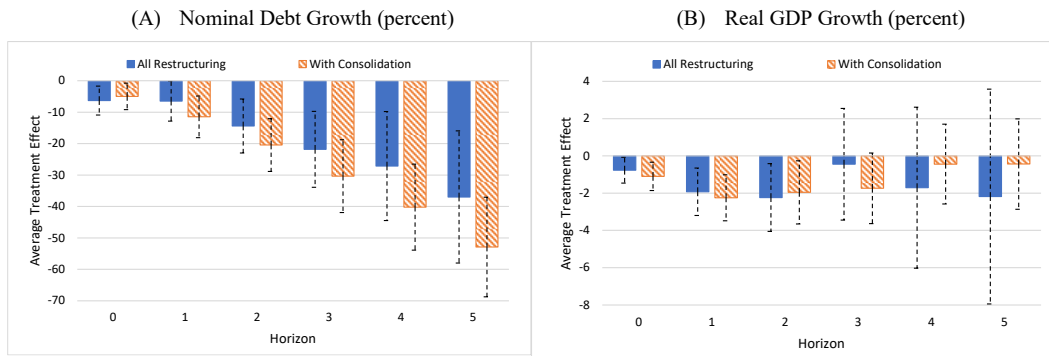 (A) Nominal Debt Growth (percent)
All Restructuring
With Consolidation
0
-10
-20
-30
-40
-50
-60
-70
Average Treatment Effect
0 1 2 3 4 5
Horizon
(B) Real GDP Growth (percent)
All Restructuring
With Consolidation
4
2
0
-2
-4
-6
-8
Average Treatment Effect
0 1 2 3 4 5
Horizon